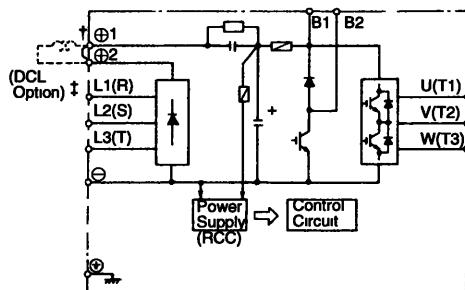 B1 B2
† ⊕1
⊕2
(DCL
Option) ‡
L1(R)
L2(S)
L3(T)
U(T1)
V(T2)
W(T3)
+
⊖
Power
Supply
(RCC)
Control
Circuit